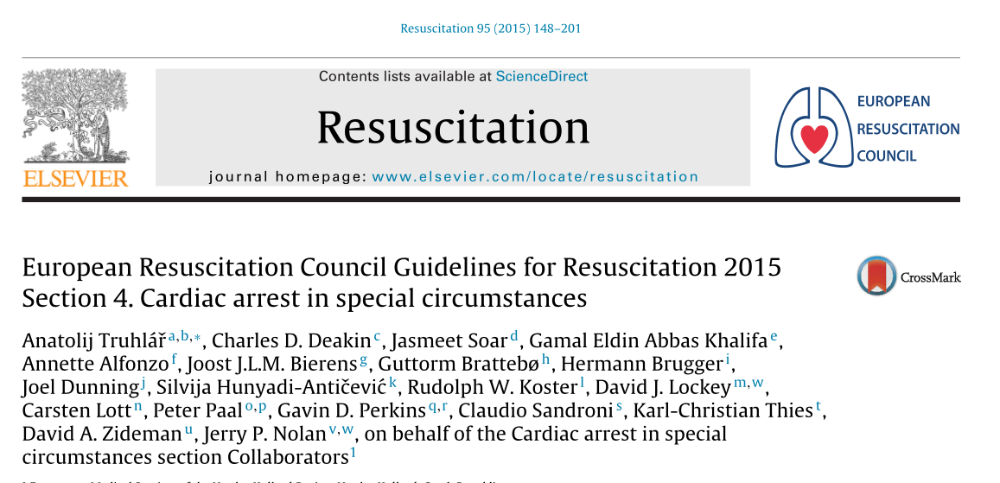 Resuscitation 95 (2015) 148–201
Contents lists available at ScienceDirect
Resuscitation
journal homepage: www.elsevier.com/locate/resuscitation
ELSEVIER
EUROPEAN
RESUSCITATION
COUNCIL
European Resuscitation Council Guidelines for Resuscitation 2015
Section 4. Cardiac arrest in special circumstances
CrossMark
Anatolij Truhlář a,b,*, Charles D. Deakin c, Jasmeet Soar d, Gamal Eldin Abbas Khalifa e,
Annette Alfonzo f, Joost J.L.M. Bierens g, Guttorm Brattebø h, Hermann Brugger i,
Joel Dunning j, Silvija Hunyadi-Antičević k, Rudolph W. Koster l, David J. Lockey m,w,
Carsten Lott n, Peter Paal o,p, Gavin D. Perkins q,r, Claudio Sandroni s, Karl-Christian Thies t,
David A. Zideman u, Jerry P. Nolan v,w, on behalf of the Cardiac arrest in special
circumstances section Collaborators 1